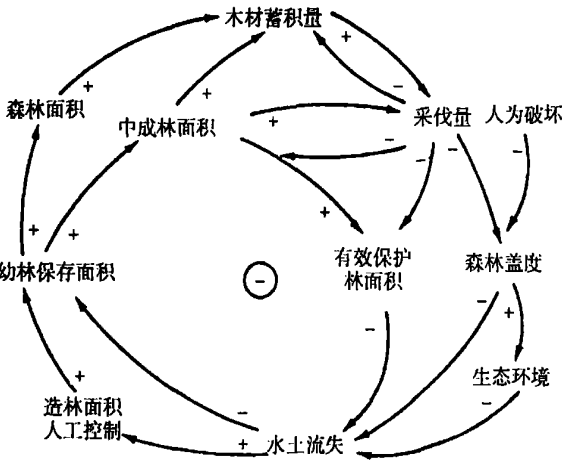 木材蓄积量
+
-
+
+
森林面积
中成林面积
+
采伐量
人为破坏
-
-
-
-
+
+
+
有效保护
林面积
森林盖度
幼林保存面积
-
-
-
+
生态环境
+
造林面积
人工控制
-
-
+
水土流失